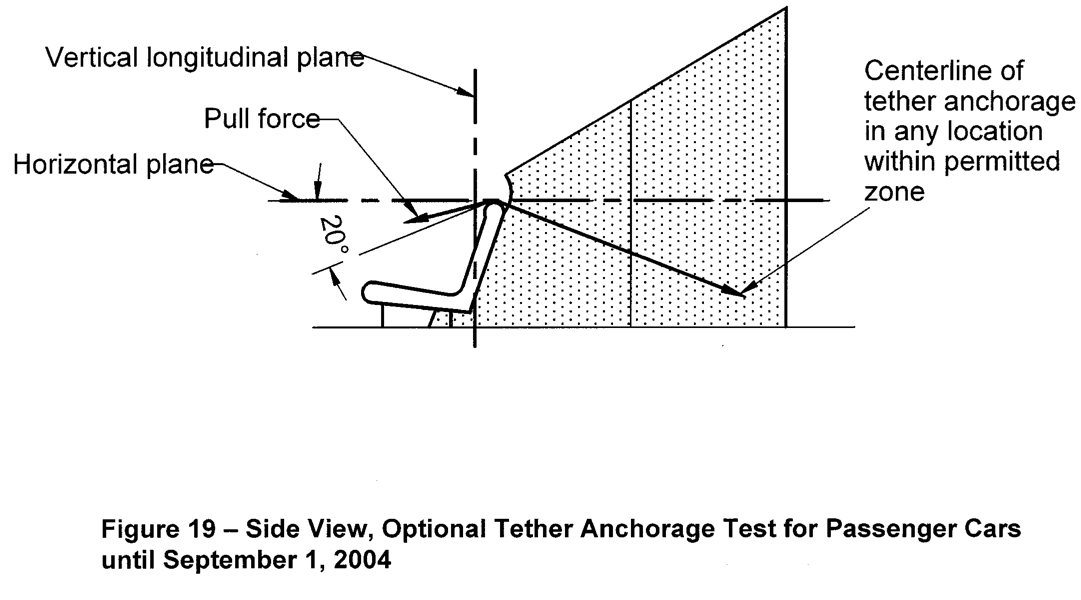 Vertical longitudinal plane
Pull force
Horizontal plane
20°
Centerline of
tether anchorage
in any location
within permitted
zone
Figure 19 – Side View, Optional Tether Anchorage Test for Passenger Cars
until September 1, 2004